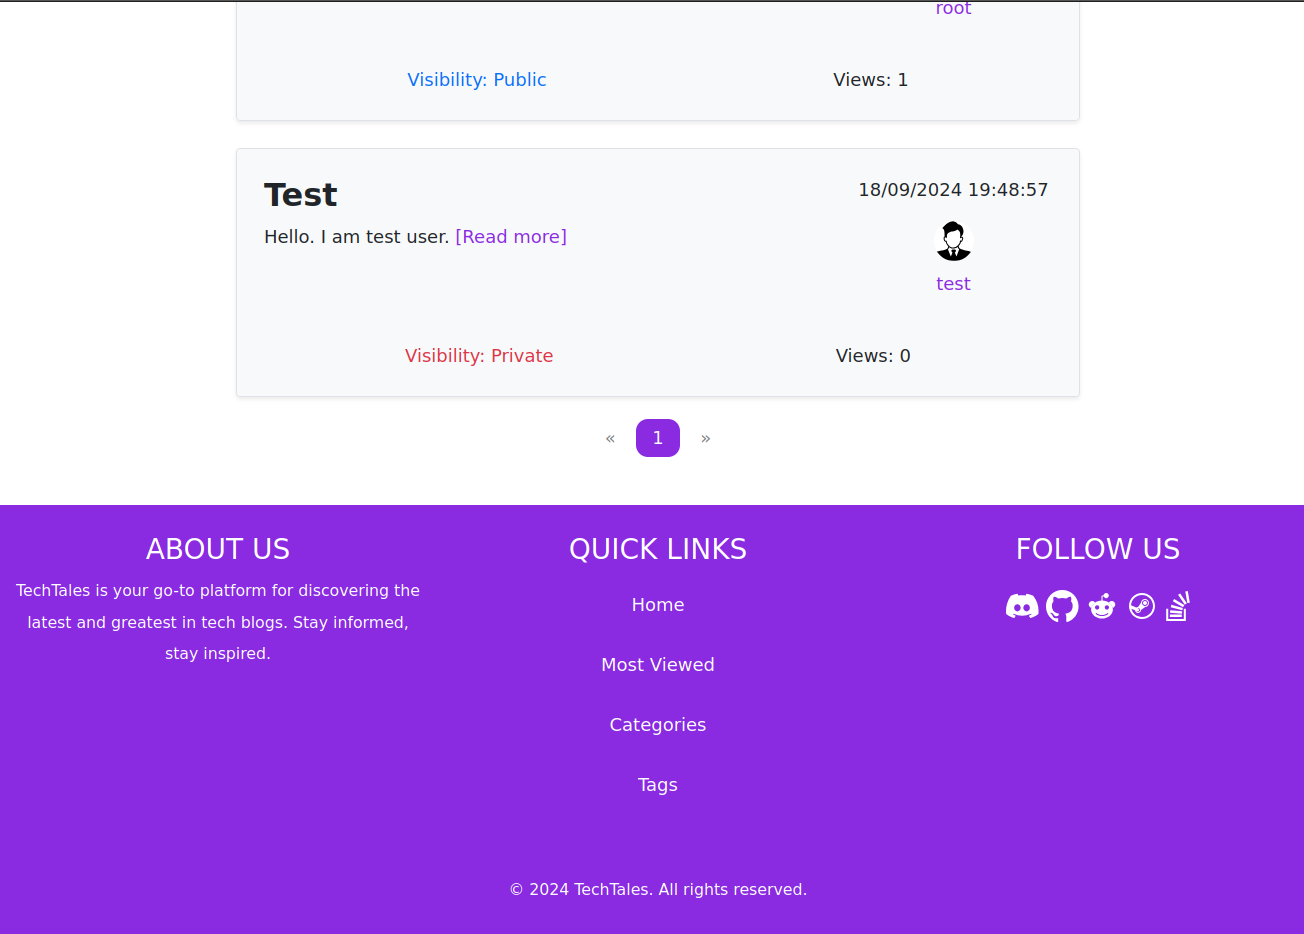 root
Visibility: Public Views: 1
Test
18/09/2024 19:48:57
Hello. I am test user. [Read more]
test
Visibility: Private Views: 0
« 1 »
ABOUT US
TechTales is your go-to platform for discovering the
latest and greatest in tech blogs. Stay informed,
stay inspired.
QUICK LINKS
Home
Most Viewed
Categories
Tags
FOLLOW US
© 2024 TechTales. All rights reserved.